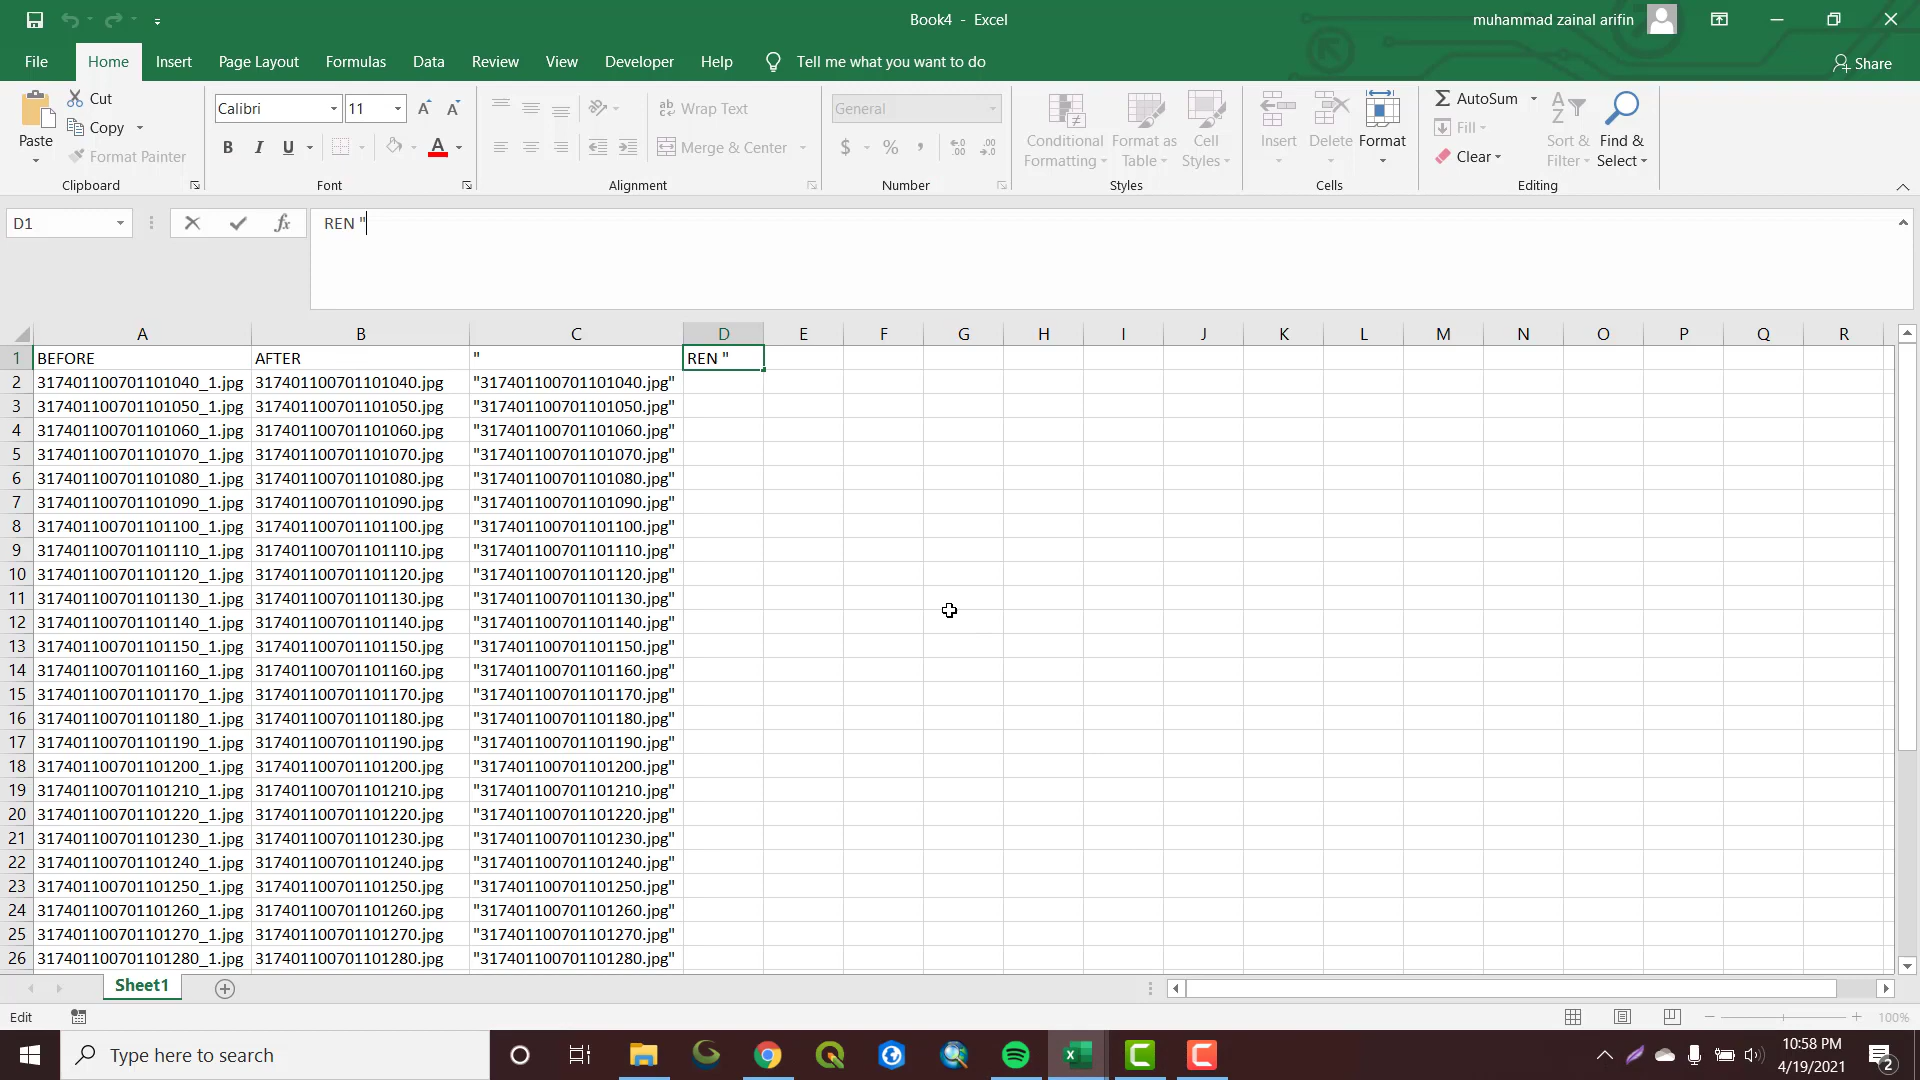 Book4 - Excel
muhammad zainal arifin
File Home Insert Page Layout Formulas Data Review View Developer Help Tell me what you want to do
Share
Paste
Cut
Copy
Format Painter
Clipboard
Calibri 11
B I U
Font
Wrap Text
Merge & Center
Alignment
General
$ % ,
Number
Conditional Formatting
Format as Table
Cell Styles
Styles
Insert Delete Format
Cells
AutoSum
Fill
Clear
Sort & Filter
Find & Select
Editing
D1 fx REN "
A B C D E F G H I J K L M N O P Q R
1 BEFORE AFTER " REN "
2 317401100701101040_1.jpg 317401100701101040.jpg "317401100701101040.jpg"
3 317401100701101050_1.jpg 317401100701101050.jpg "317401100701101050.jpg"
4 317401100701101060_1.jpg 317401100701101060.jpg "317401100701101060.jpg"
5 317401100701101070_1.jpg 317401100701101070.jpg "317401100701101070.jpg"
6 317401100701101080_1.jpg 317401100701101080.jpg "317401100701101080.jpg"
7 317401100701101090_1.jpg 317401100701101090.jpg "317401100701101090.jpg"
8 317401100701101100_1.jpg 317401100701101100.jpg "317401100701101100.jpg"
9 317401100701101110_1.jpg 317401100701101110.jpg "317401100701101110.jpg"
10 317401100701101120_1.jpg 317401100701101120.jpg "317401100701101120.jpg"
11 317401100701101130_1.jpg 317401100701101130.jpg "317401100701101130.jpg"
12 317401100701101140_1.jpg 317401100701101140.jpg "317401100701101140.jpg"
13 317401100701101150_1.jpg 317401100701101150.jpg "317401100701101150.jpg"
14 317401100701101160_1.jpg 317401100701101160.jpg "317401100701101160.jpg"
15 317401100701101170_1.jpg 317401100701101170.jpg "317401100701101170.jpg"
16 317401100701101180_1.jpg 317401100701101180.jpg "317401100701101180.jpg"
17 317401100701101190_1.jpg 317401100701101190.jpg "317401100701101190.jpg"
18 317401100701101200_1.jpg 317401100701101200.jpg "317401100701101200.jpg"
19 317401100701101210_1.jpg 317401100701101210.jpg "317401100701101210.jpg"
20 317401100701101220_1.jpg 317401100701101220.jpg "317401100701101220.jpg"
21 317401100701101230_1.jpg 317401100701101230.jpg "317401100701101230.jpg"
22 317401100701101240_1.jpg 317401100701101240.jpg "317401100701101240.jpg"
23 317401100701101250_1.jpg 317401100701101250.jpg "317401100701101250.jpg"
24 317401100701101260_1.jpg 317401100701101260.jpg "317401100701101260.jpg"
25 317401100701101270_1.jpg 317401100701101270.jpg "317401100701101270.jpg"
26 317401100701101280_1.jpg 317401100701101280.jpg "317401100701101280.jpg"
Sheet1
Edit
100%
Type here to search
10:58 PM
4/19/2021
2